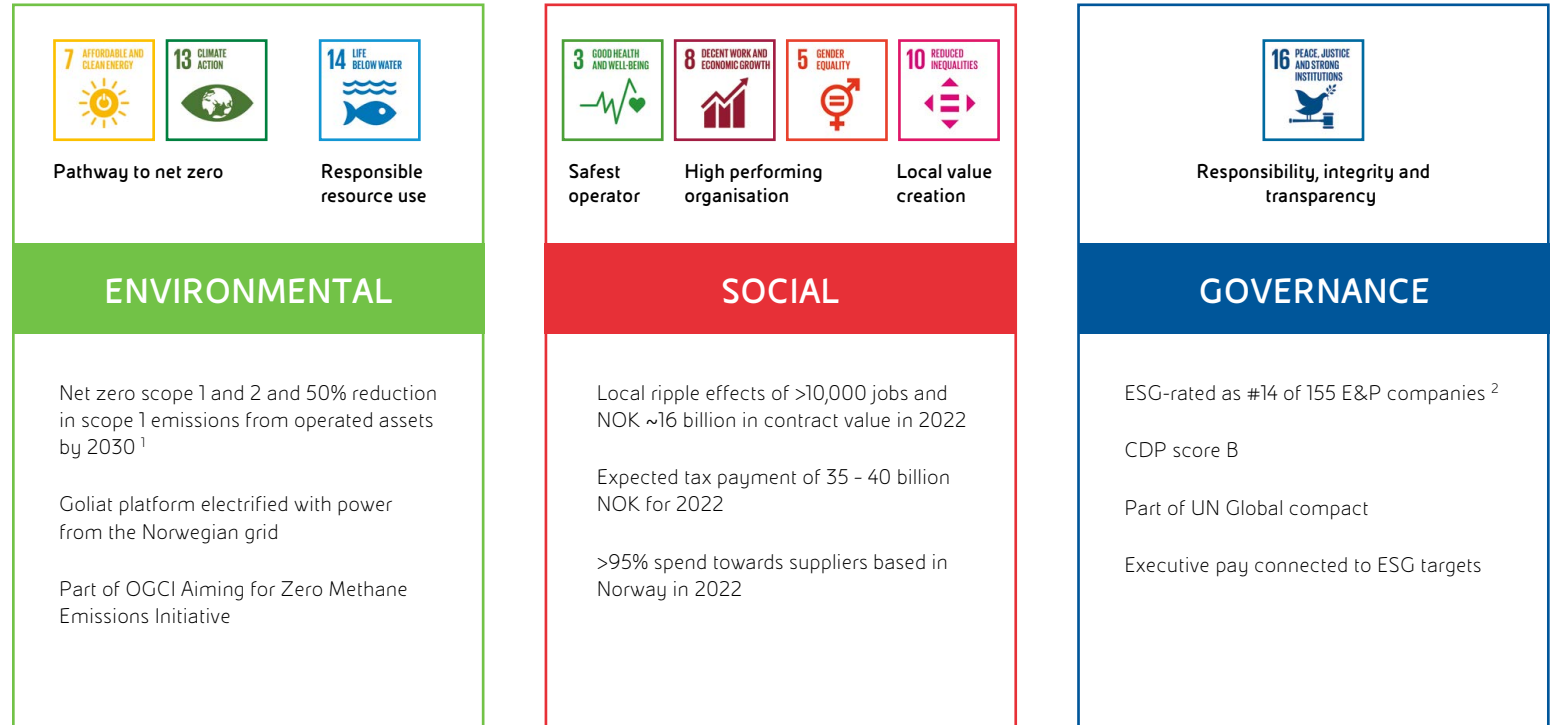 7 AFFORDABLE AND
CLEAN ENERGY
13 CLIMATE
ACTION
14 LIFE
BELOW WATER
Pathway to net zero
Responsible
resource use
ENVIRONMENTAL
Net zero scope 1 and 2 and 50% reduction
in scope 1 emissions from operated assets
by 2030 ¹
Goliat platform electrified with power
from the Norwegian grid
Part of OGCI Aiming for Zero Methane
Emissions Initiative
3 GOOD HEALTH
AND WELL-BEING
8 DECENT WORK AND
ECONOMIC GROWTH
5 GENDER
EQUALITY
10 REDUCED
INEQUALITIES
Safest
operator
High performing
organisation
Local value
creation
SOCIAL
Local ripple effects of >10,000 jobs and
NOK ~16 billion in contract value in 2022
Expected tax payment of 35 - 40 billion
NOK for 2022
>95% spend towards suppliers based in
Norway in 2022
16 PEACE, JUSTICE
AND STRONG
INSTITUTIONS
Responsibility, integrity and
transparency
GOVERNANCE
ESG-rated as #14 of 155 E&P companies ²
CDP score B
Part of UN Global compact
Executive pay connected to ESG targets